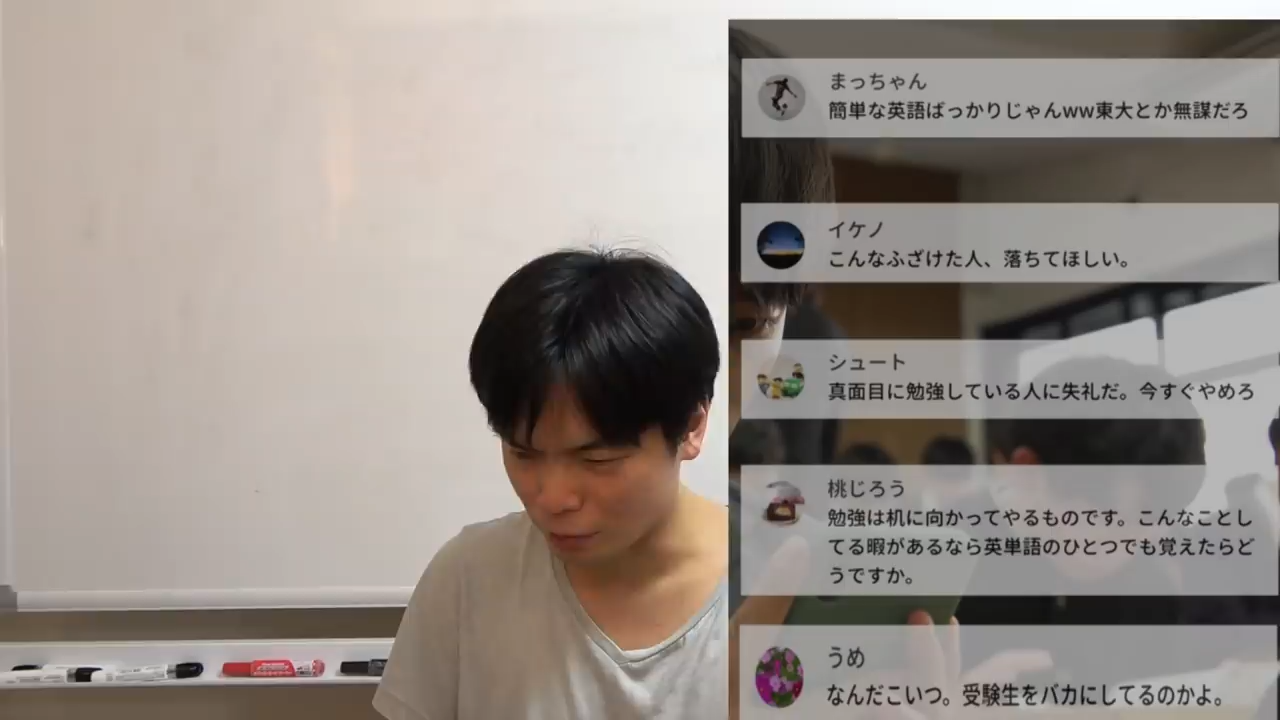 まっちゃん
簡単な英語ばっかりじゃんww東大とか無謀だろ
イケノ
こんなふざけた人、落ちてほしい。
シュート
真面目に勉強している人に失礼だ。今すぐやめろ
桃じろう
勉強は机に向かってやるものです。こんなことし
てる暇があるなら英単語のひとつでも覚えたらど
うですか。
うめ
なんだこいつ。受験生をバカにしてるのかよ。